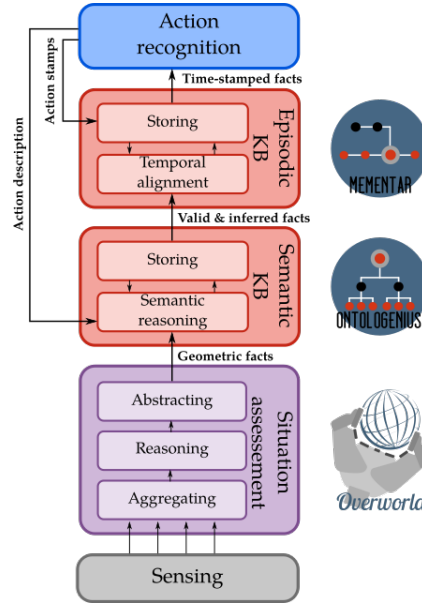 Action
recognition
Action stamps
Time-stamped facts
Action description
Storing
Temporal
alignment
Episodic
KB
MEMENTAR
Valid & inferred facts
Storing
Semantic
reasoning
Semantic
KB
ONTOLOGENIUS
Geometric facts
Abstracting
Reasoning
Aggregating
Situation
assessement
Overworld
Sensing